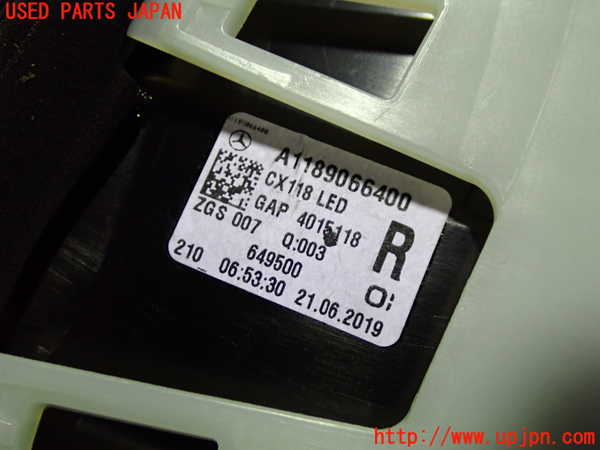 USED PARTS JAPAN
A1189066400
CX118 LED
GAP 4015118
ZGS 007 Q:003
R
649500
210_ 06:53:30 21.06.2019
http://www.upjpn.com/